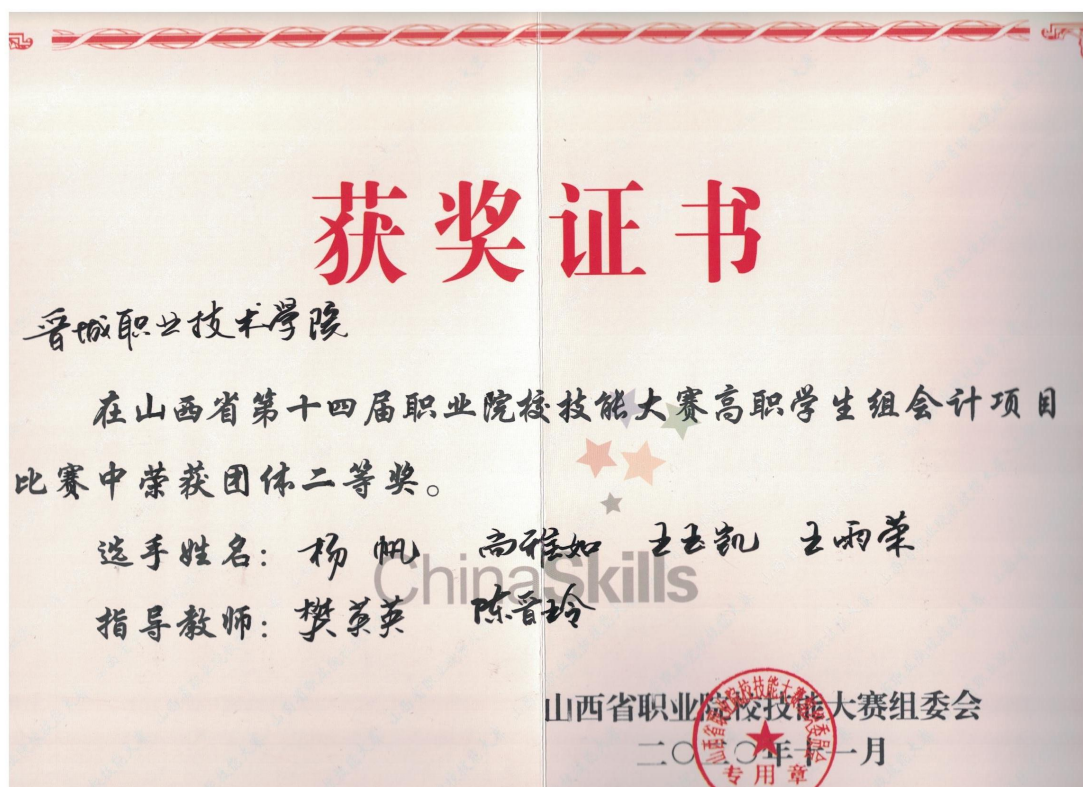 获奖证书
晋城职业技术学院
在山西省第十四届职业院校技能大赛高职学生组会计项目
比赛中荣获团体二等奖。
选手姓名：杨帆 高雅如 王玉凯 王雨荣
ChinaSkills
指导教师：樊英英 陈晋玲
山西省职业院校技能大赛组委会
二〇二〇年十一月
专用章